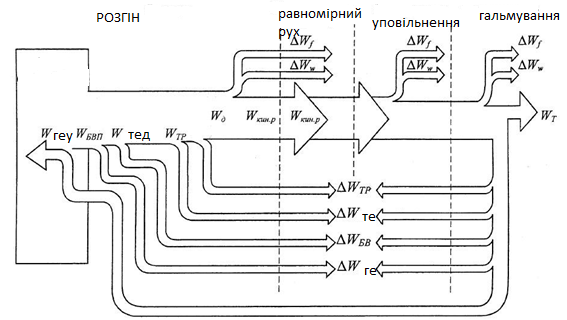 РОЗГІН
равномірний
рух
уповільнення
гальмування
ΔW_f
ΔW_f
ΔW_f
ΔW_w
ΔW_w
ΔW_w
W_0 W_кин.р W_кин.р
W_T
W геу W_БВП W тед W_ТР
ΔW_ТР
ΔW те
ΔW_БВ
ΔW ге